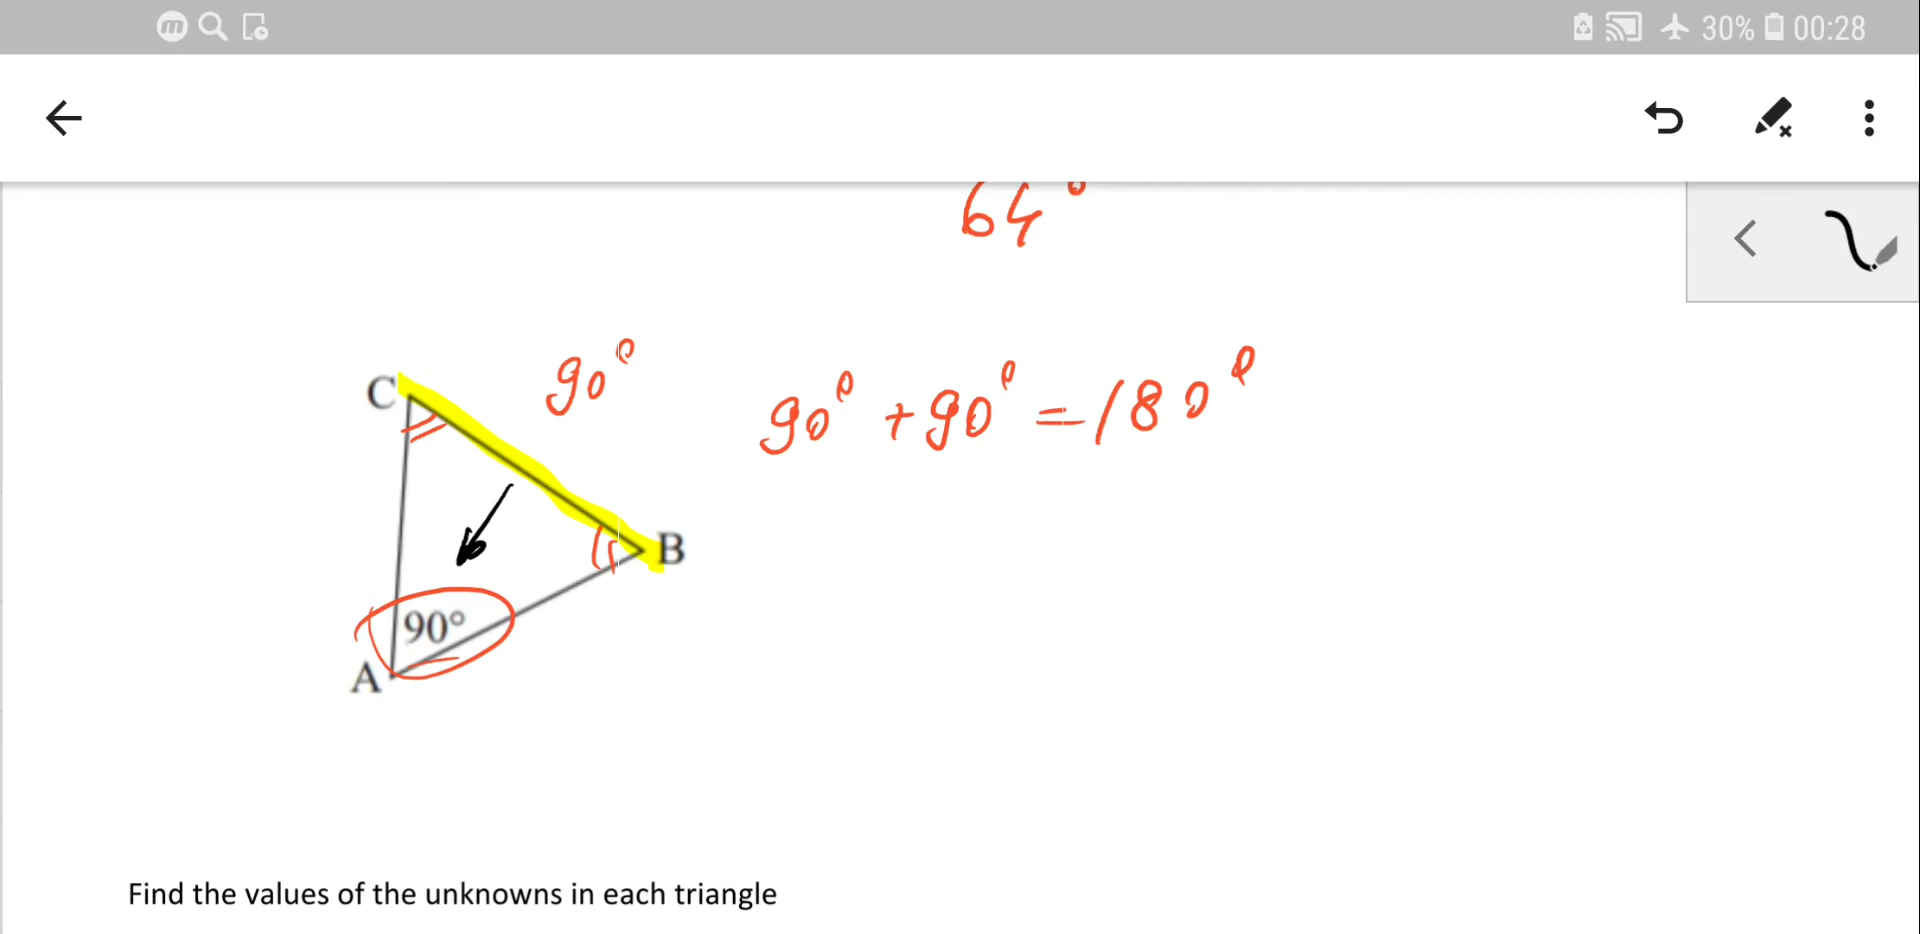 30% 00:28
64°
C
90°
90° + 90° = 180°
B
90°
A
Find the values of the unknowns in each triangle